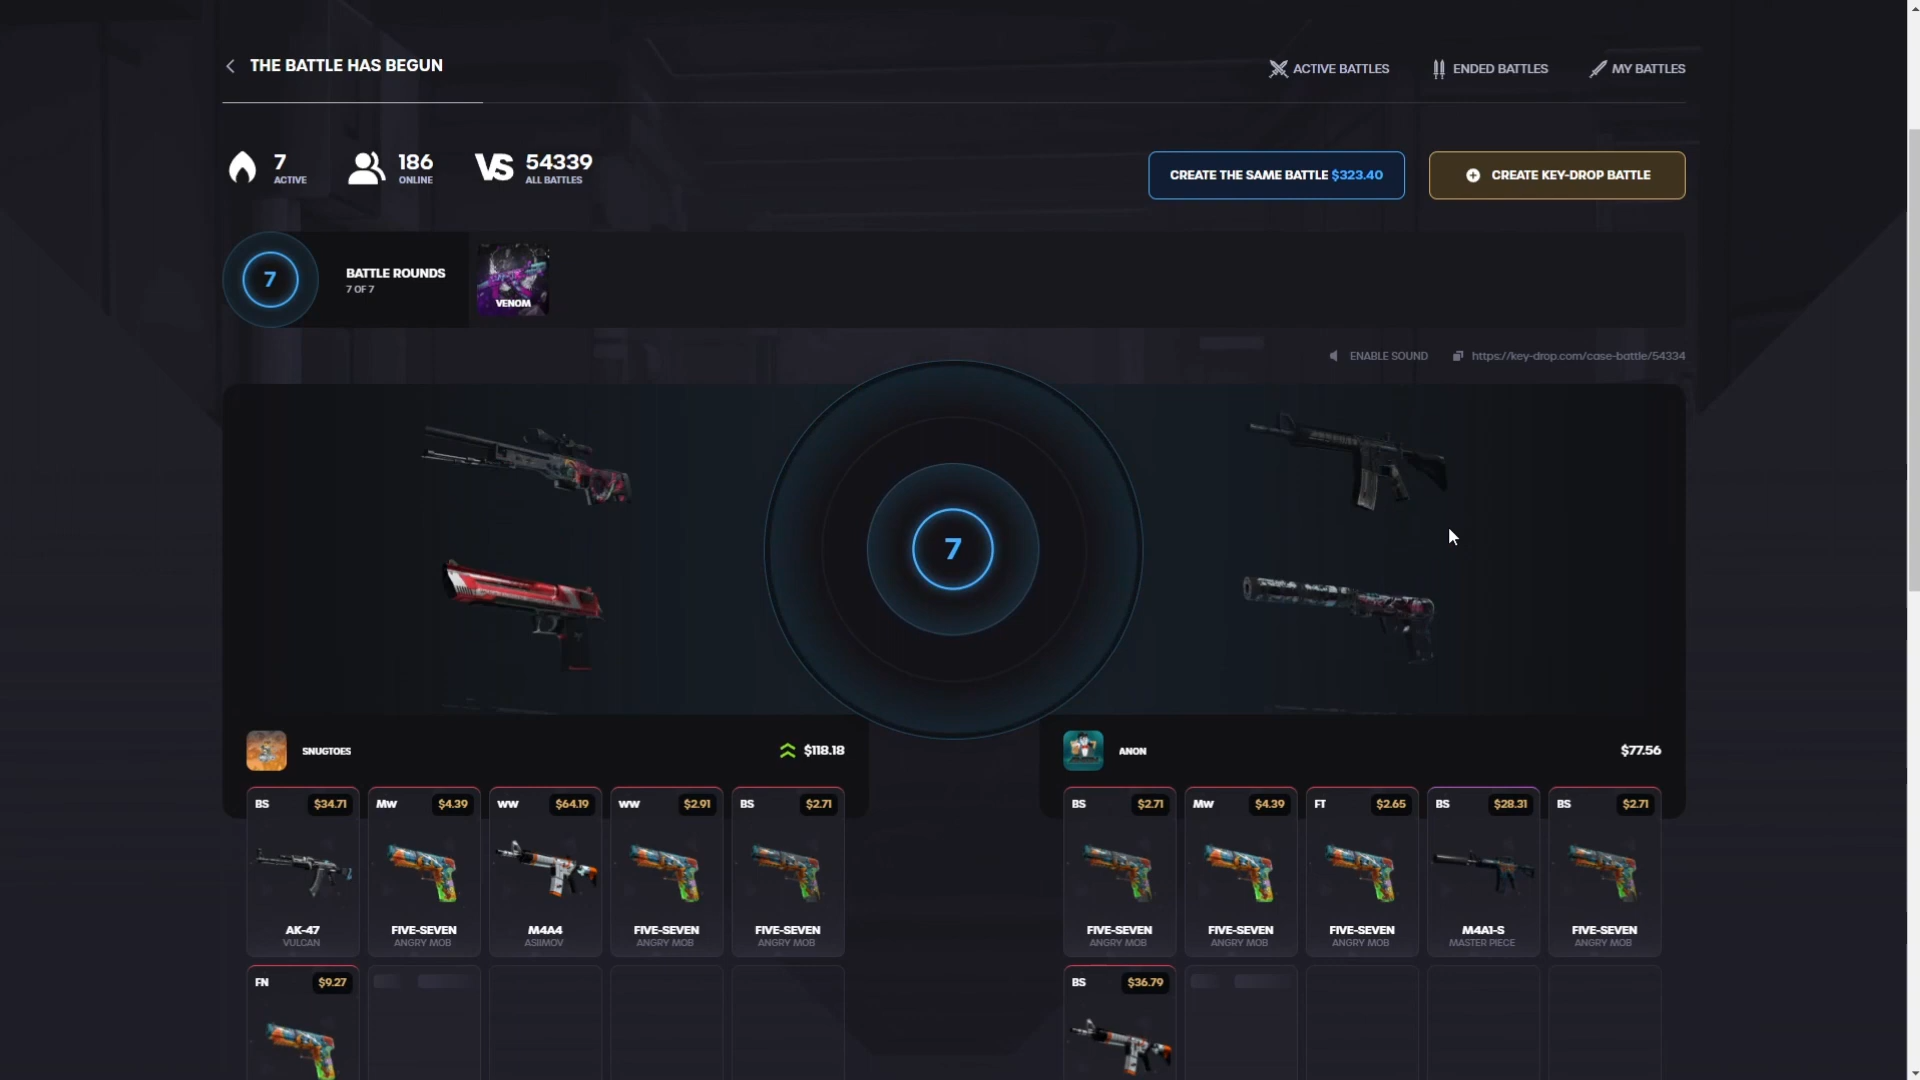 THE BATTLE HAS BEGUN
ACTIVE BATTLES
ENDED BATTLES
MY BATTLES
7
ACTIVE
186
ONLINE
VS
54339
ALL BATTLES
CREATE THE SAME BATTLE $323.40
CREATE KEY-DROP BATTLE
7
BATTLE ROUNDS
7 OF 7
VENOM
ENABLE SOUND
https://key-drop.com/case-battle/54334
7
SNUGTOES
$118.18
ANON
$77.56
BS $34.71
MW $4.39
WW $64.19
WW $2.91
BS $2.71
BS $2.71
MW $4.39
FT $2.65
BS $28.31
BS $2.71
AK-47
VULCAN
FIVE-SEVEN
ANGRY MOB
M4A4
ASIIMOV
FIVE-SEVEN
ANGRY MOB
FIVE-SEVEN
ANGRY MOB
FIVE-SEVEN
ANGRY MOB
FIVE-SEVEN
ANGRY MOB
FIVE-SEVEN
ANGRY MOB
M4A1-S
MASTER PIECE
FIVE-SEVEN
ANGRY MOB
FN $9.27
BS $36.79